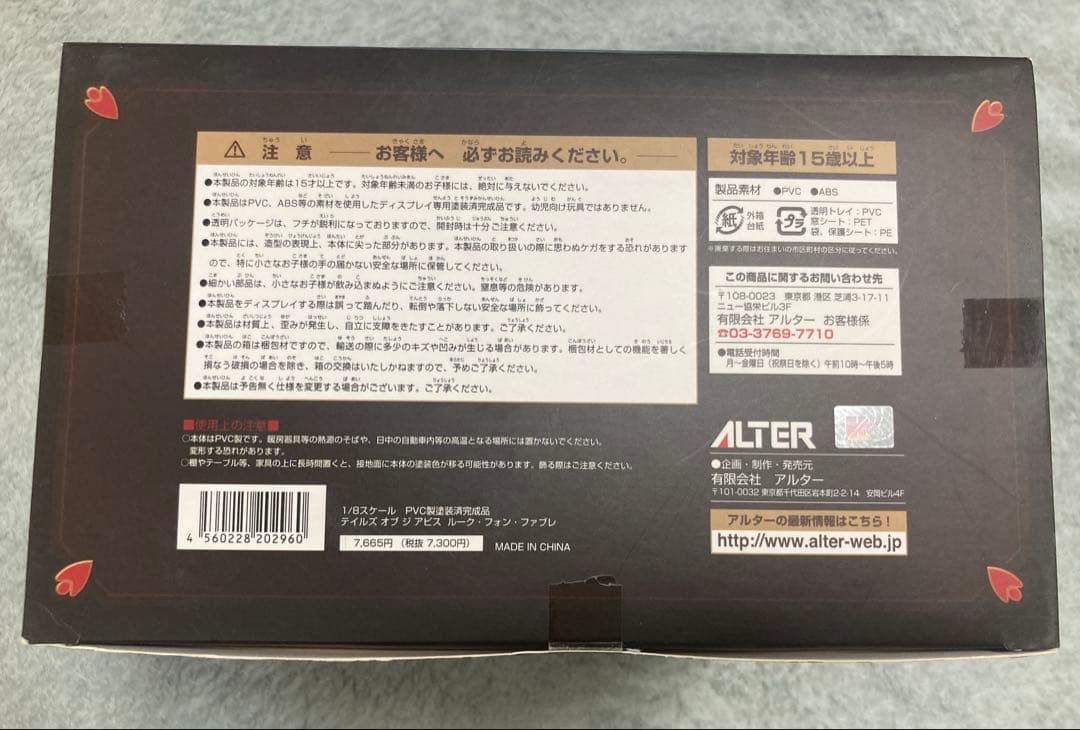 ⚠ 注意 ── お客様へ 必ずお読みください。──
●本製品の対象年齢は15才以上です。対象年齢未満のお子様には、絶対に与えないでください。
●本製品はPVC、ABS等の素材を使用したディスプレイ専用塗装済完成品です。幼児向け玩具ではありません。
●透明パッケージは、フチが鋭利になっておりますので、開封時は十分ご注意ください。
●本製品には、造型の表現上、本体に尖った部分があります。本製品の取り扱いの際に思わぬケガをする恐れがあります
ので、特に小さなお子様の手の届かない安全な場所に保管してください。
●細かい部品は、小さなお子様が飲み込まぬようにご注意ください。窒息等の危険があります。
●本製品をディスプレイする際は誤って踏んだり、転倒や落下しない安全な場所に飾ってください。
●本製品は材質上、歪みが発生し、自立に支障をきたすことがあります。ご了承ください。
●本製品の箱は梱包材ですので、輸送の際に多少のキズや凹みが生じる場合があります。梱包材としての機能を著しく
損なう破損の場合を除き、箱の交換はいたしかねますので、予めご了承ください。
●本製品は予告無く仕様を変更する場合がございます。ご了承ください。
■使用上の注意■
○本体はPVC製です。暖房器具等の熱源のそばや、日中の自動車内等の高温となる場所には置かないでください。
変形する恐れがあります。
○棚やテーブル等、家具の上に長時間置くと、接地面に本体の塗装色が移る可能性があります。飾る際はご注意ください。
4 560228 202960
1/8スケール PVC製塗装済完成品
テイルズ オブ ジ アビス ルーク・フォン・ファブレ
7,665円 (税抜 7,300円)
MADE IN CHINA
対象年齢15歳以上
製品素材 ●PVC ●ABS
紙 外箱
台紙
プラ 透明トレイ:PVC
窓シート:PET
袋、保護シート:PE
※廃棄する際はお住まいの市区町村の区分に従ってください。
この商品に関するお問い合わせ先
〒108-0023 東京都 港区 芝浦3-17-11
ニュー協栄ビル3F
有限会社 アルター お客様係
☎03-3769-7710
●電話受付時間
月〜金曜日(祝祭日を除く)午前10時〜午後5時
ALTER
●企画・制作・発売元
有限会社 アルター
〒101-0032 東京都千代田区岩本町2-2-14 安岡ビル4F
アルターの最新情報はこちら!
http://www.alter-web.jp